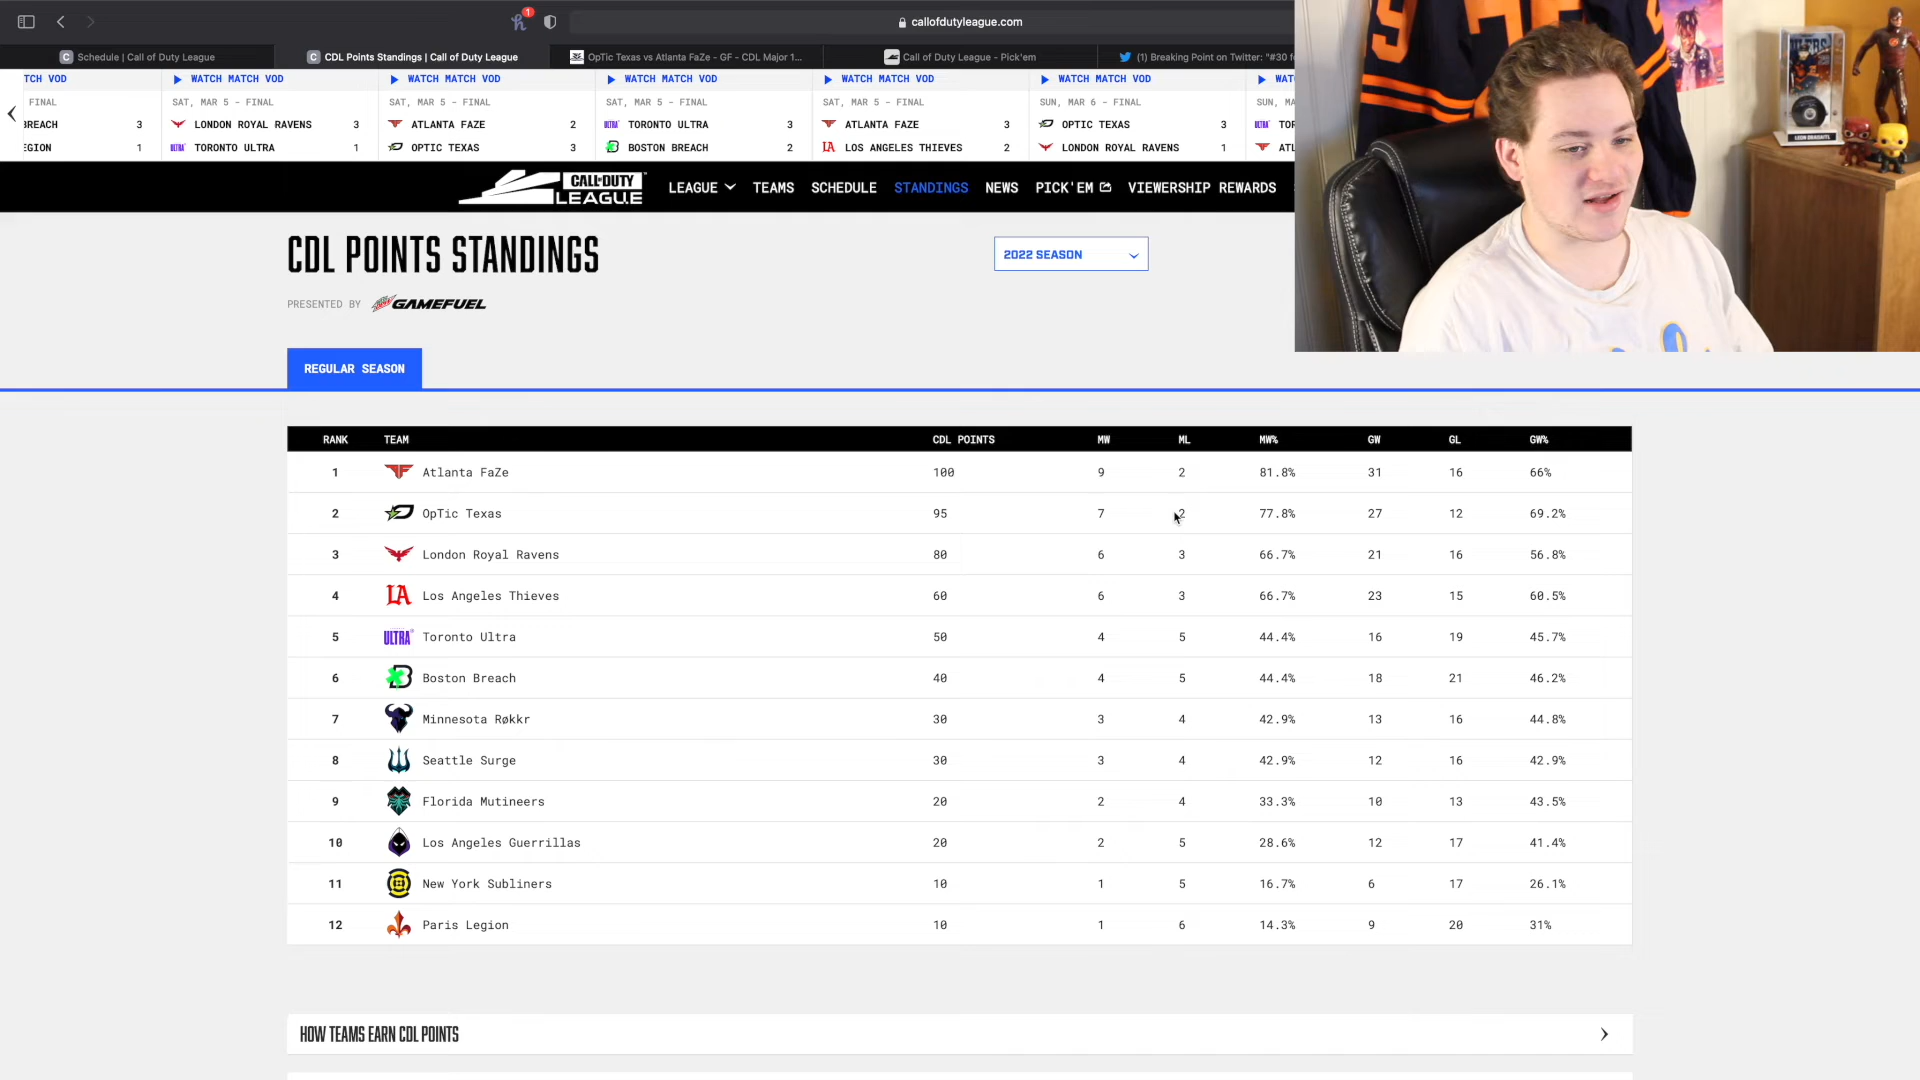 1
callofdutyleague.com
Schedule | Call of Duty League
CDL Points Standings | Call of Duty League
OpTic Texas vs Atlanta FaZe - GF - CDL Major 1...
Call of Duty League - Pick'em
(1) Breaking Point on Twitter: "#30 f
TCH VOD
WATCH MATCH VOD
WATCH MATCH VOD
WATCH MATCH VOD
WATCH MATCH VOD
WATCH MATCH VOD
WAT
FINAL
SAT, MAR 5 - FINAL
SAT, MAR 5 - FINAL
SAT, MAR 5 - FINAL
SAT, MAR 5 - FINAL
SUN, MAR 6 - FINAL
SUN, MA
BREACH 3
LONDON ROYAL RAVENS 3
ATLANTA FAZE 2
TORONTO ULTRA 3
ATLANTA FAZE 3
OPTIC TEXAS 3
TOR
EGION 1
TORONTO ULTRA 1
OPTIC TEXAS 3
BOSTON BREACH 2
LOS ANGELES THIEVES 2
LONDON ROYAL RAVENS 1
ATL
CALL OF DUTY LEAGUE
LEAGUE TEAMS SCHEDULE STANDINGS NEWS PICK'EM VIEWERSHIP REWARDS
CDL POINTS STANDINGS
2022 SEASON
PRESENTED BY GAMEFUEL
REGULAR SEASON
RANK TEAM CDL POINTS MW ML MW% GW GL GW%
1 Atlanta FaZe 100 9 2 81.8% 31 16 66%
2 OpTic Texas 95 7 2 77.8% 27 12 69.2%
3 London Royal Ravens 80 6 3 66.7% 21 16 56.8%
4 LA Los Angeles Thieves 60 6 3 66.7% 23 15 60.5%
5 ULTRA Toronto Ultra 50 4 5 44.4% 16 19 45.7%
6 Boston Breach 40 4 5 44.4% 18 21 46.2%
7 Minnesota Røkkr 30 3 4 42.9% 13 16 44.8%
8 Seattle Surge 30 3 4 42.9% 12 16 42.9%
9 Florida Mutineers 20 2 4 33.3% 10 13 43.5%
10 Los Angeles Guerrillas 20 2 5 28.6% 12 17 41.4%
11 New York Subliners 10 1 5 16.7% 6 17 26.1%
12 Paris Legion 10 1 6 14.3% 9 20 31%
HOW TEAMS EARN CDL POINTS